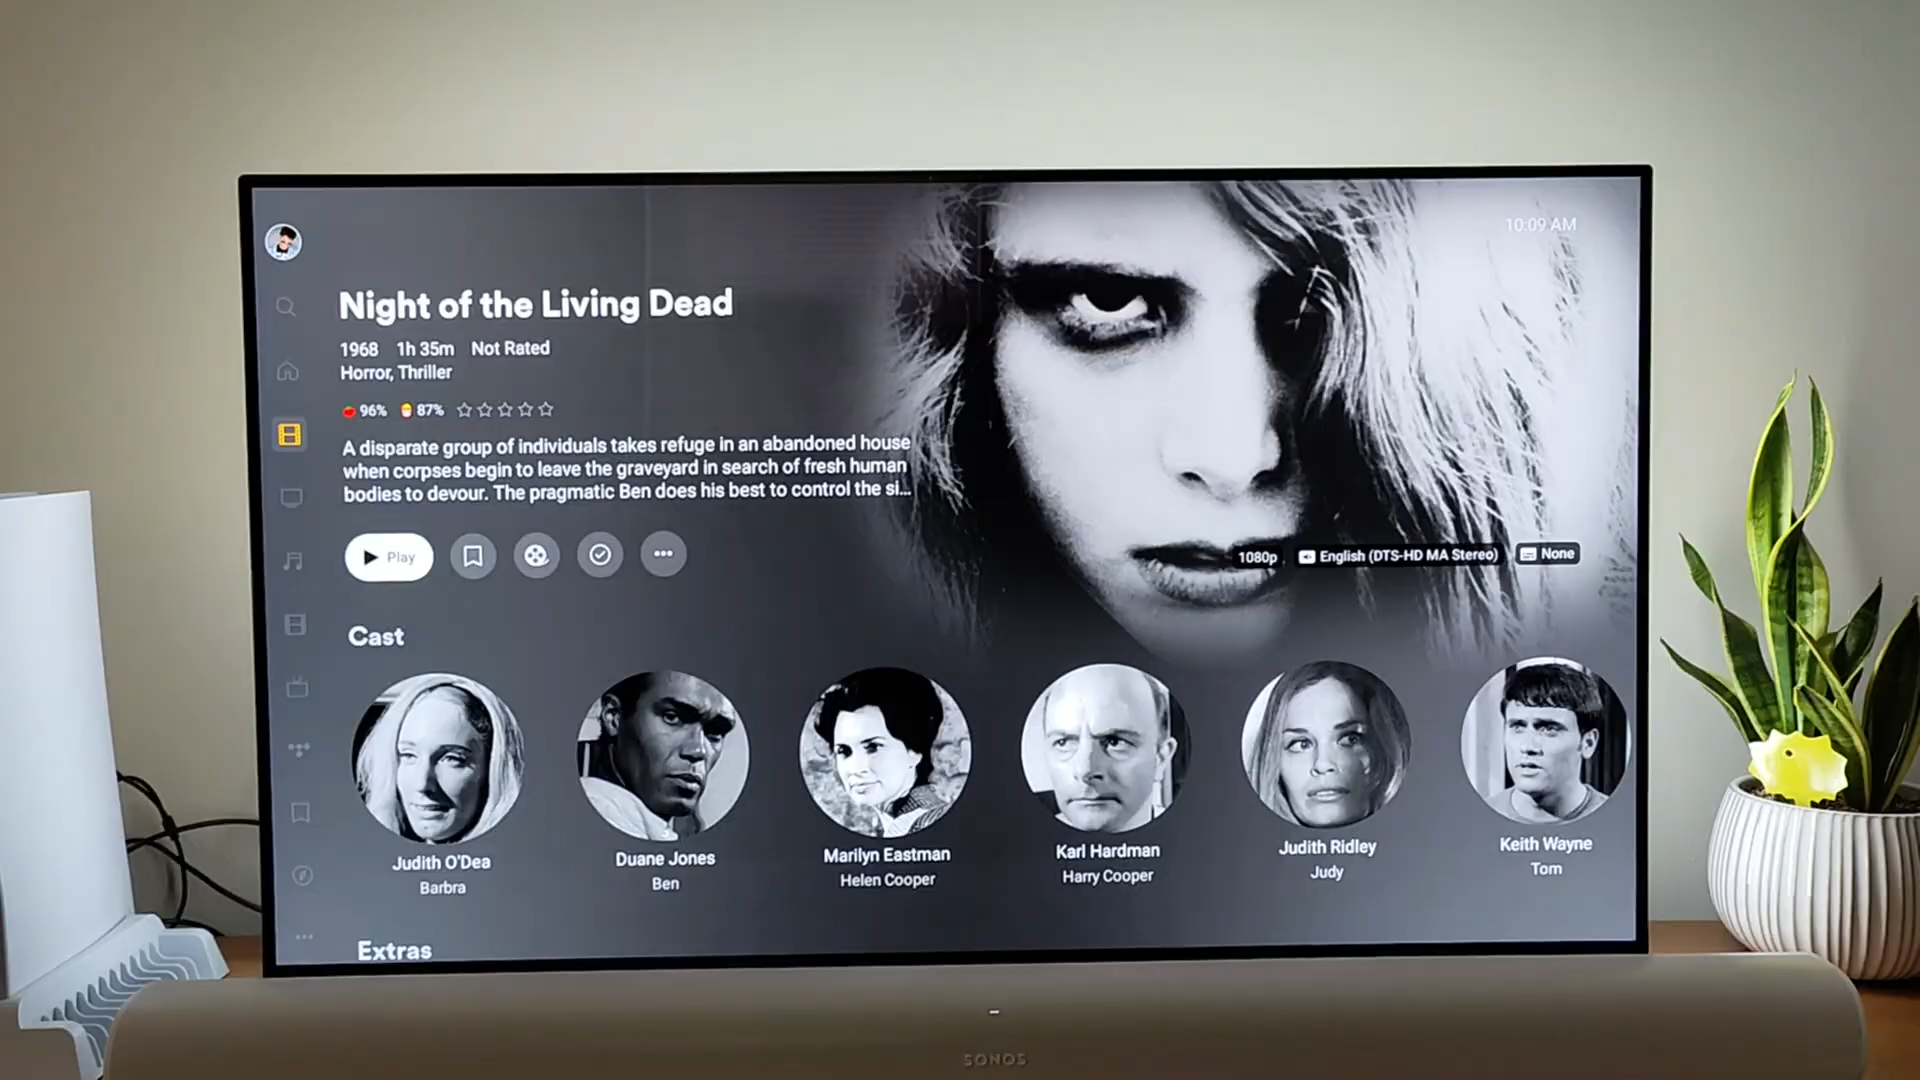 10:09 AM
Night of the Living Dead
1968 1h 35m Not Rated
Horror, Thriller
96% 87%
A disparate group of individuals takes refuge in an abandoned house
when corpses begin to leave the graveyard in search of fresh human
bodies to devour. The pragmatic Ben does his best to control the si...
Play
1080p English (DTS-HD MA Stereo) None
Cast
Judith O'Dea
Barbra
Duane Jones
Ben
Marilyn Eastman
Helen Cooper
Karl Hardman
Harry Cooper
Judith Ridley
Judy
Keith Wayne
Tom
Extras
SONOS